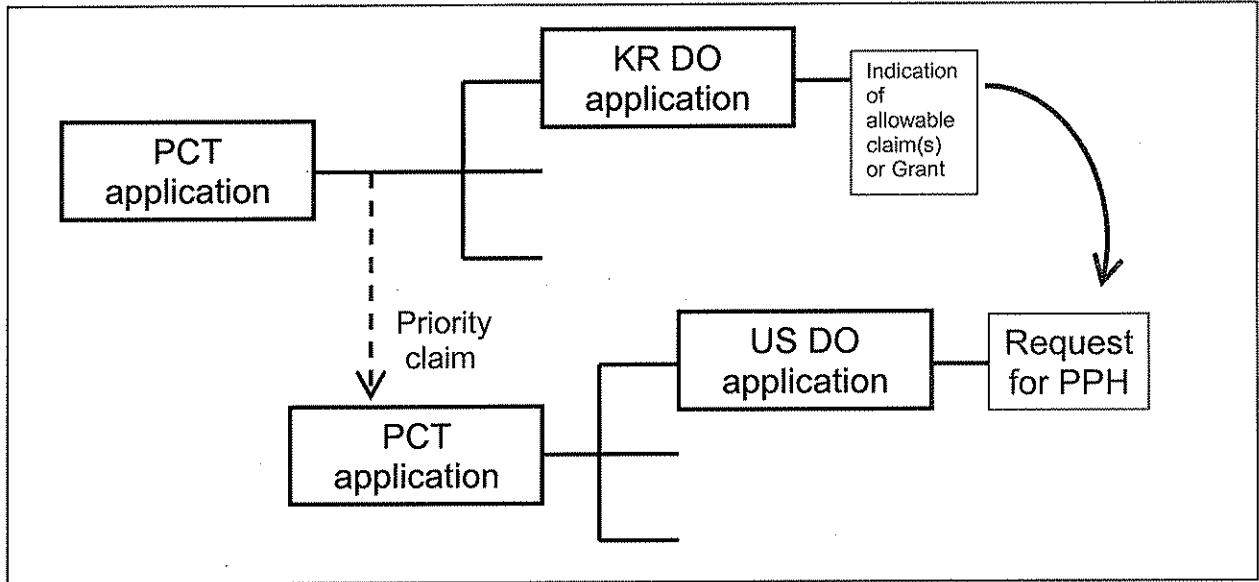 KR DO
application
Indication
of
allowable
claim(s)
or Grant
PCT
application
Priority
claim
US DO
application
Request
for PPH
PCT
application